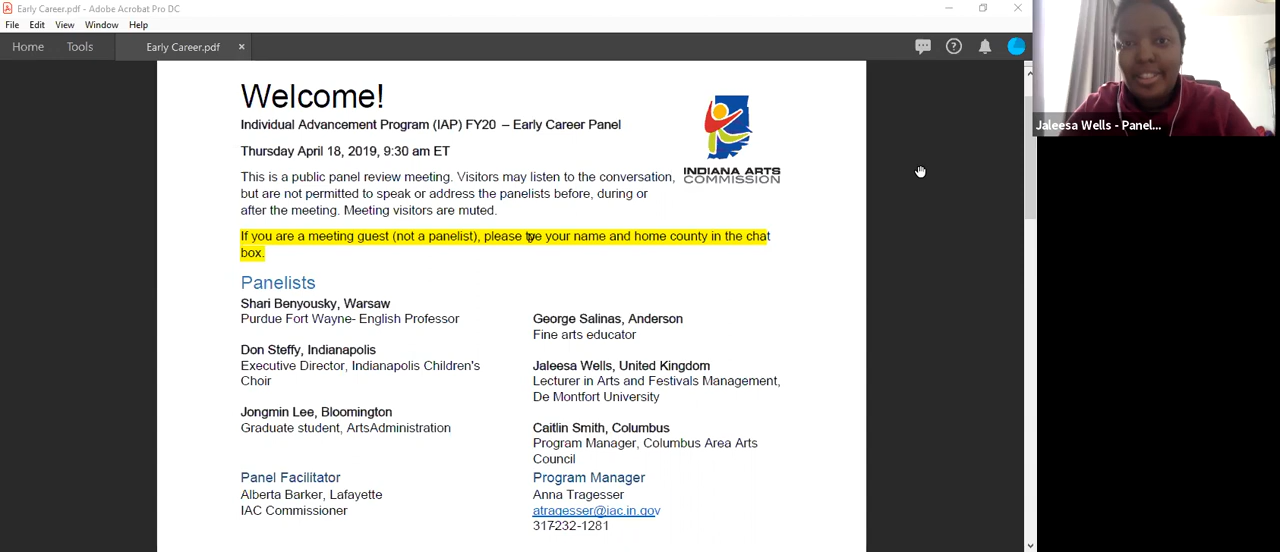 Early Career.pdf - Adobe Acrobat Pro DC
File Edit View Window Help
Home Tools Early Career.pdf
Jaleesa Wells - Panel...
Welcome!
Individual Advancement Program (IAP) FY20 – Early Career Panel
Thursday April 18, 2019, 9:30 am ET
This is a public panel review meeting. Visitors may listen to the conversation,
but are not permitted to speak or address the panelists before, during or
after the meeting. Meeting visitors are muted.
INDIANA ARTS
COMMISSION
If you are a meeting guest (not a panelist), please type your name and home county in the chat
box.
Panelists
Shari Benyousky, Warsaw
Purdue Fort Wayne- English Professor
Don Steffy, Indianapolis
Executive Director, Indianapolis Children's
Choir
Jongmin Lee, Bloomington
Graduate student, ArtsAdministration
George Salinas, Anderson
Fine arts educator
Jaleesa Wells, United Kingdom
Lecturer in Arts and Festivals Management,
De Montfort University
Caitlin Smith, Columbus
Program Manager, Columbus Area Arts
Council
Panel Facilitator
Alberta Barker, Lafayette
IAC Commissioner
Program Manager
Anna Tragesser
atragesser@iac.in.gov
317-232-1281